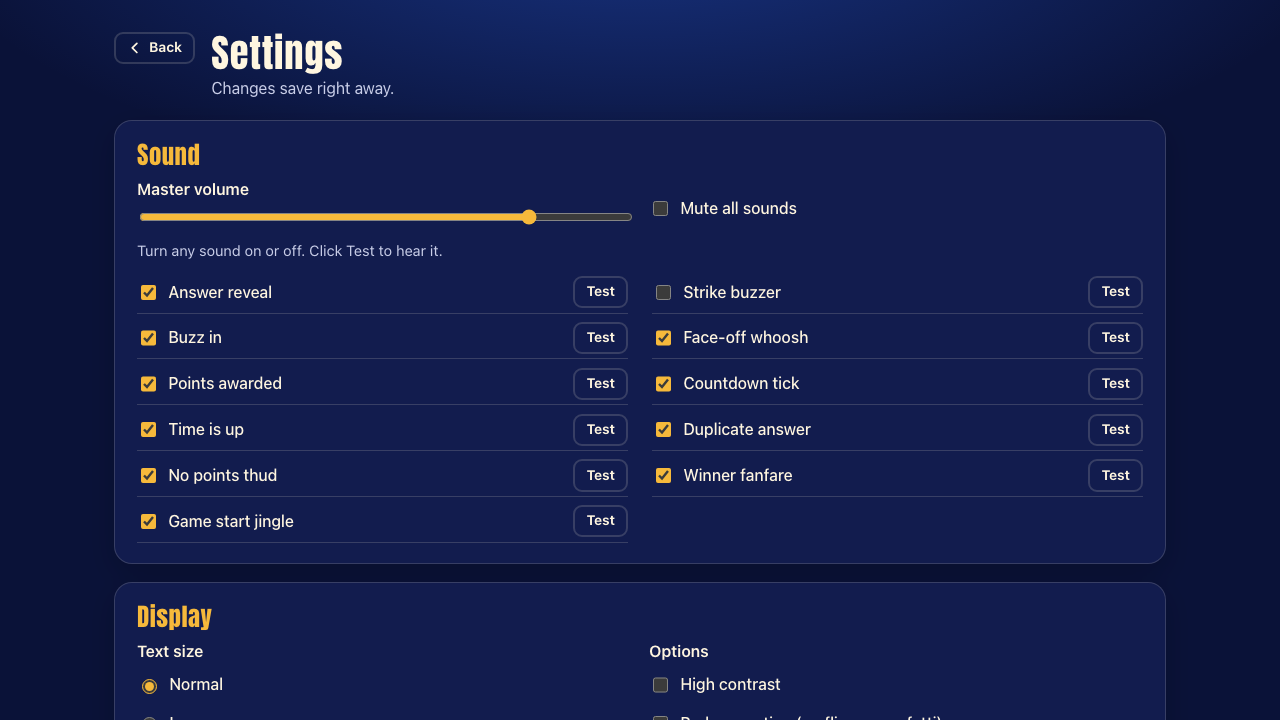 Back
Settings
Changes save right away.
Sound
Master volume
Mute all sounds
Turn any sound on or off. Click Test to hear it.
Answer reveal Test
Strike buzzer Test
Buzz in Test
Face-off whoosh Test
Points awarded Test
Countdown tick Test
Time is up Test
Duplicate answer Test
No points thud Test
Winner fanfare Test
Game start jingle Test
Display
Text size
Options
Normal
High contrast